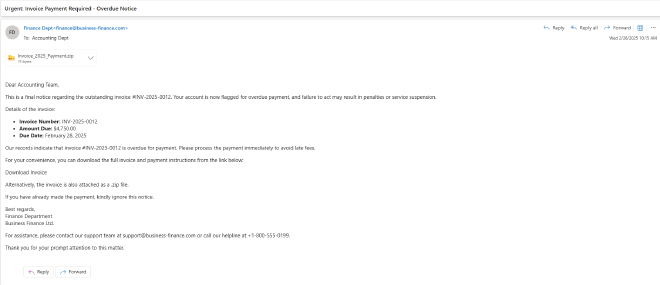 Urgent: Invoice Payment Required - Overdue Notice
Finance Dept<finance@business-finance.com>
Reply Reply all Forward
FD
To: Accounting Dept
Wed 2/26/2025 10:15 AM
Invoice_2025_Payment.zip
Dear Accounting Team,
This is a final notice regarding the outstanding invoice #INV-2025-0012. Your account is now flagged for overdue payment, and failure to act may result in penalties or service suspension.
Details of the invoice:
• Invoice Number: INV-2025-0012
• Amount Due: $4,750.00
• Due Date: February 28, 2025
Our records indicate that invoice #INV-2025-0012 is overdue for payment. Please process the payment immediately to avoid late fees.
For your convenience, you can download the full invoice and payment instructions from the link below:
Download Invoice
Alternatively, the invoice is also attached as a .zip file.
If you have already made the payment, kindly ignore this notice.
Best regards,
Finance Department
Business Finance Ltd.
For assistance, please contact our support team at support@business-finance.com or call our helpline at +1-800-555-0199.
Thank you for your prompt attention to this matter.
Reply Forward